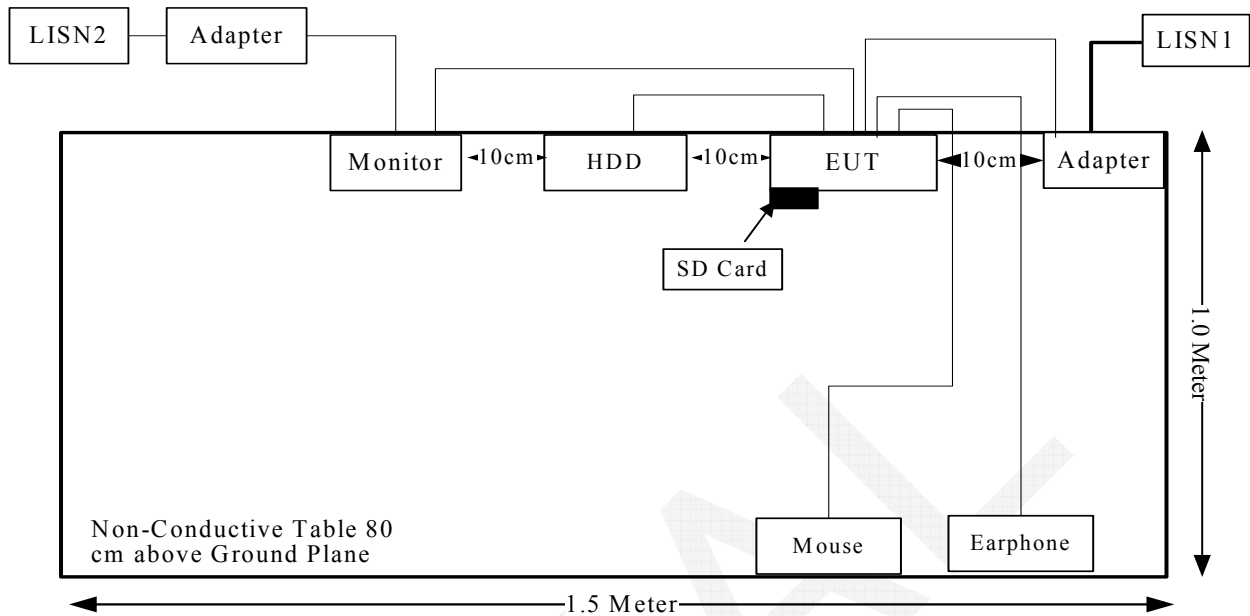 LISN2
Adapter
LISN1
Monitor
10cm
HDD
10cm
EUT
10cm
Adapter
SD Card
1.0 Meter
Non-Conductive Table 80
cm above Ground Plane
Mouse
Earphone
1.5 Meter